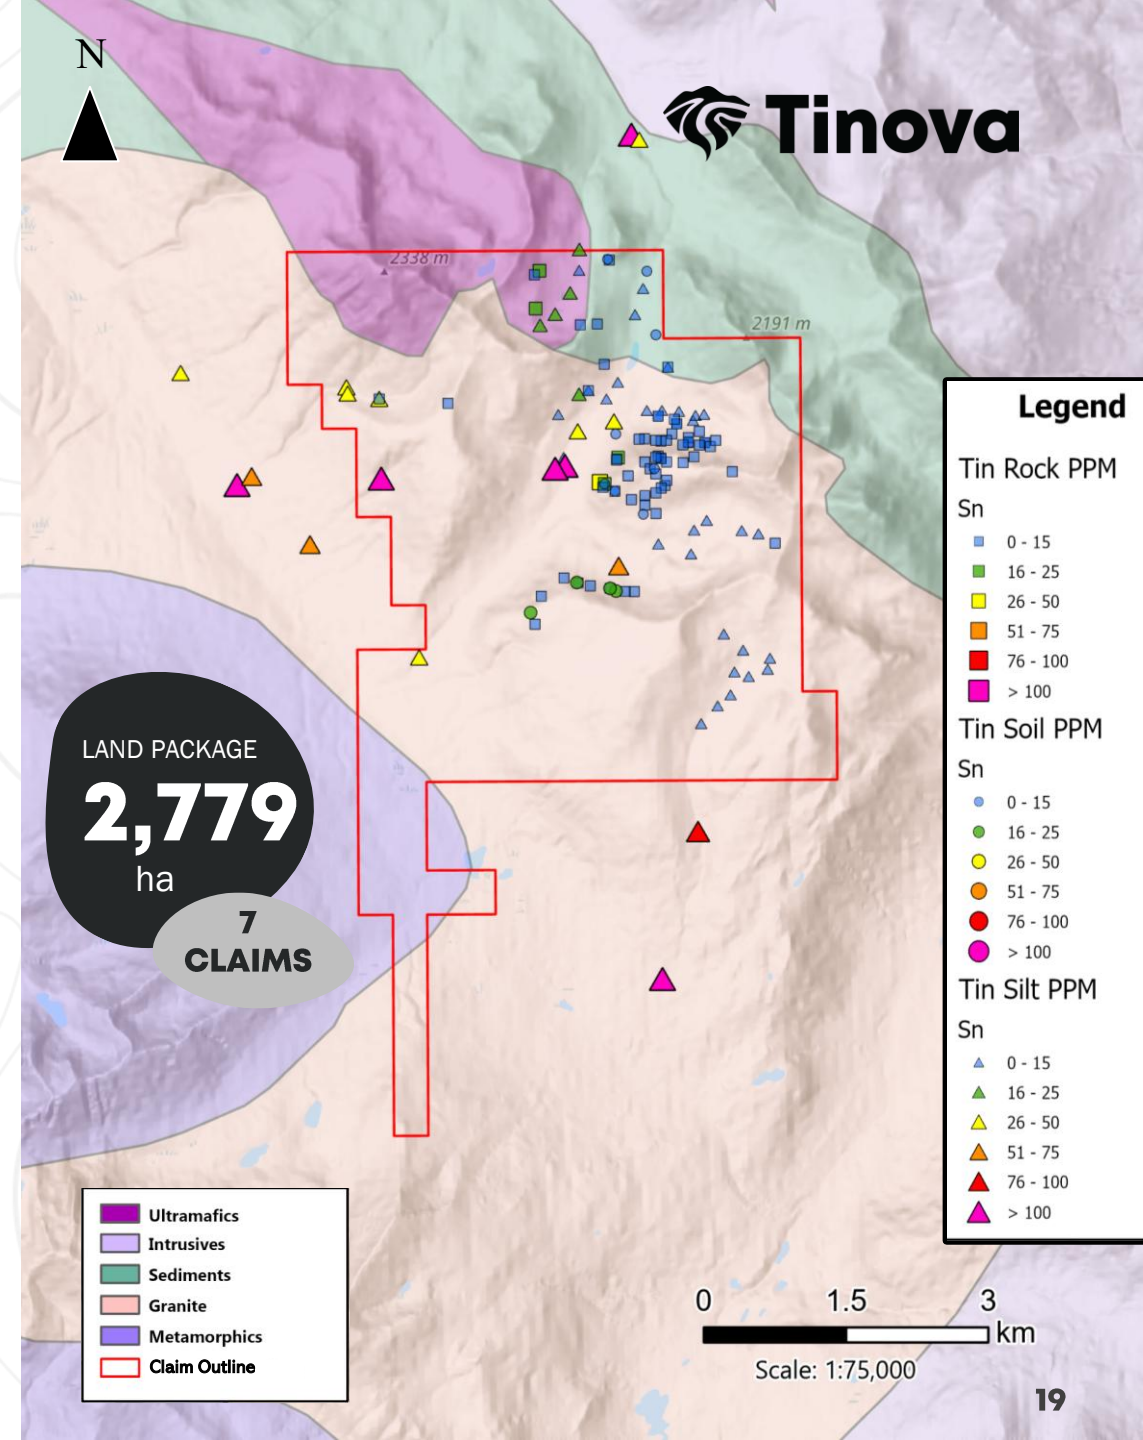 N
Tinova
2338 m
2191 m
Legend
Tin Rock PPM
Sn
0 - 15
16 - 25
26 - 50
51 - 75
76 - 100
> 100
Tin Soil PPM
Sn
0 - 15
16 - 25
26 - 50
51 - 75
76 - 100
> 100
Tin Silt PPM
Sn
0 - 15
16 - 25
26 - 50
51 - 75
76 - 100
> 100
LAND PACKAGE
2,779
ha
7
CLAIMS
Ultramafics
Intrusives
Sediments
Granite
Metamorphics
Claim Outline
0 1.5 3
km
Scale: 1:75,000
19